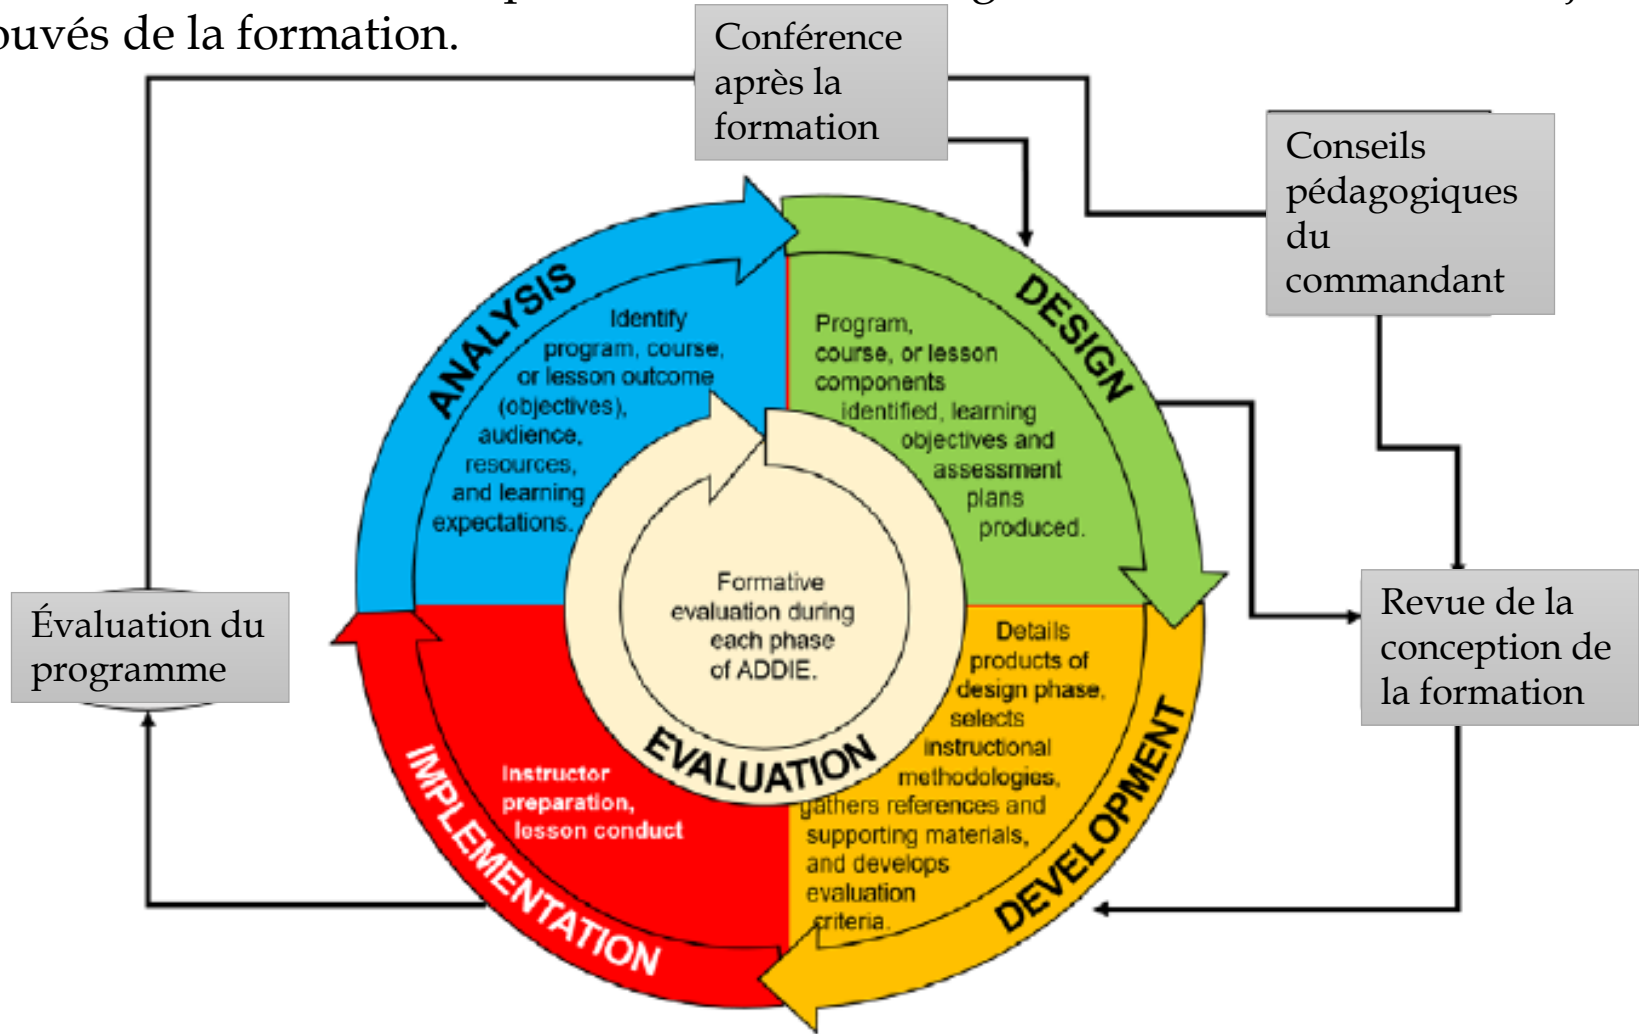 ouvés de la formation.
Conférence
après la
formation
Conseils
pédagogiques
du
commandant
ANALYSIS
Identify
program, course,
or lesson outcome
(objectives),
audience,
resources,
and learning
expectations.
DESIGN
Program,
course, or lesson
components
identified, learning
objectives and
assessment
plans
produced.
Formative
evaluation during
each phase
of ADDIE.
EVALUATION
Évaluation du
programme
Revue de la
conception de
la formation
Details
products of
design phase,
selects
instructional
methodologies,
gathers references and
supporting materials,
and develops
evaluation
criteria.
DEVELOPMENT
Instructor
preparation,
lesson conduct
IMPLEMENTATION